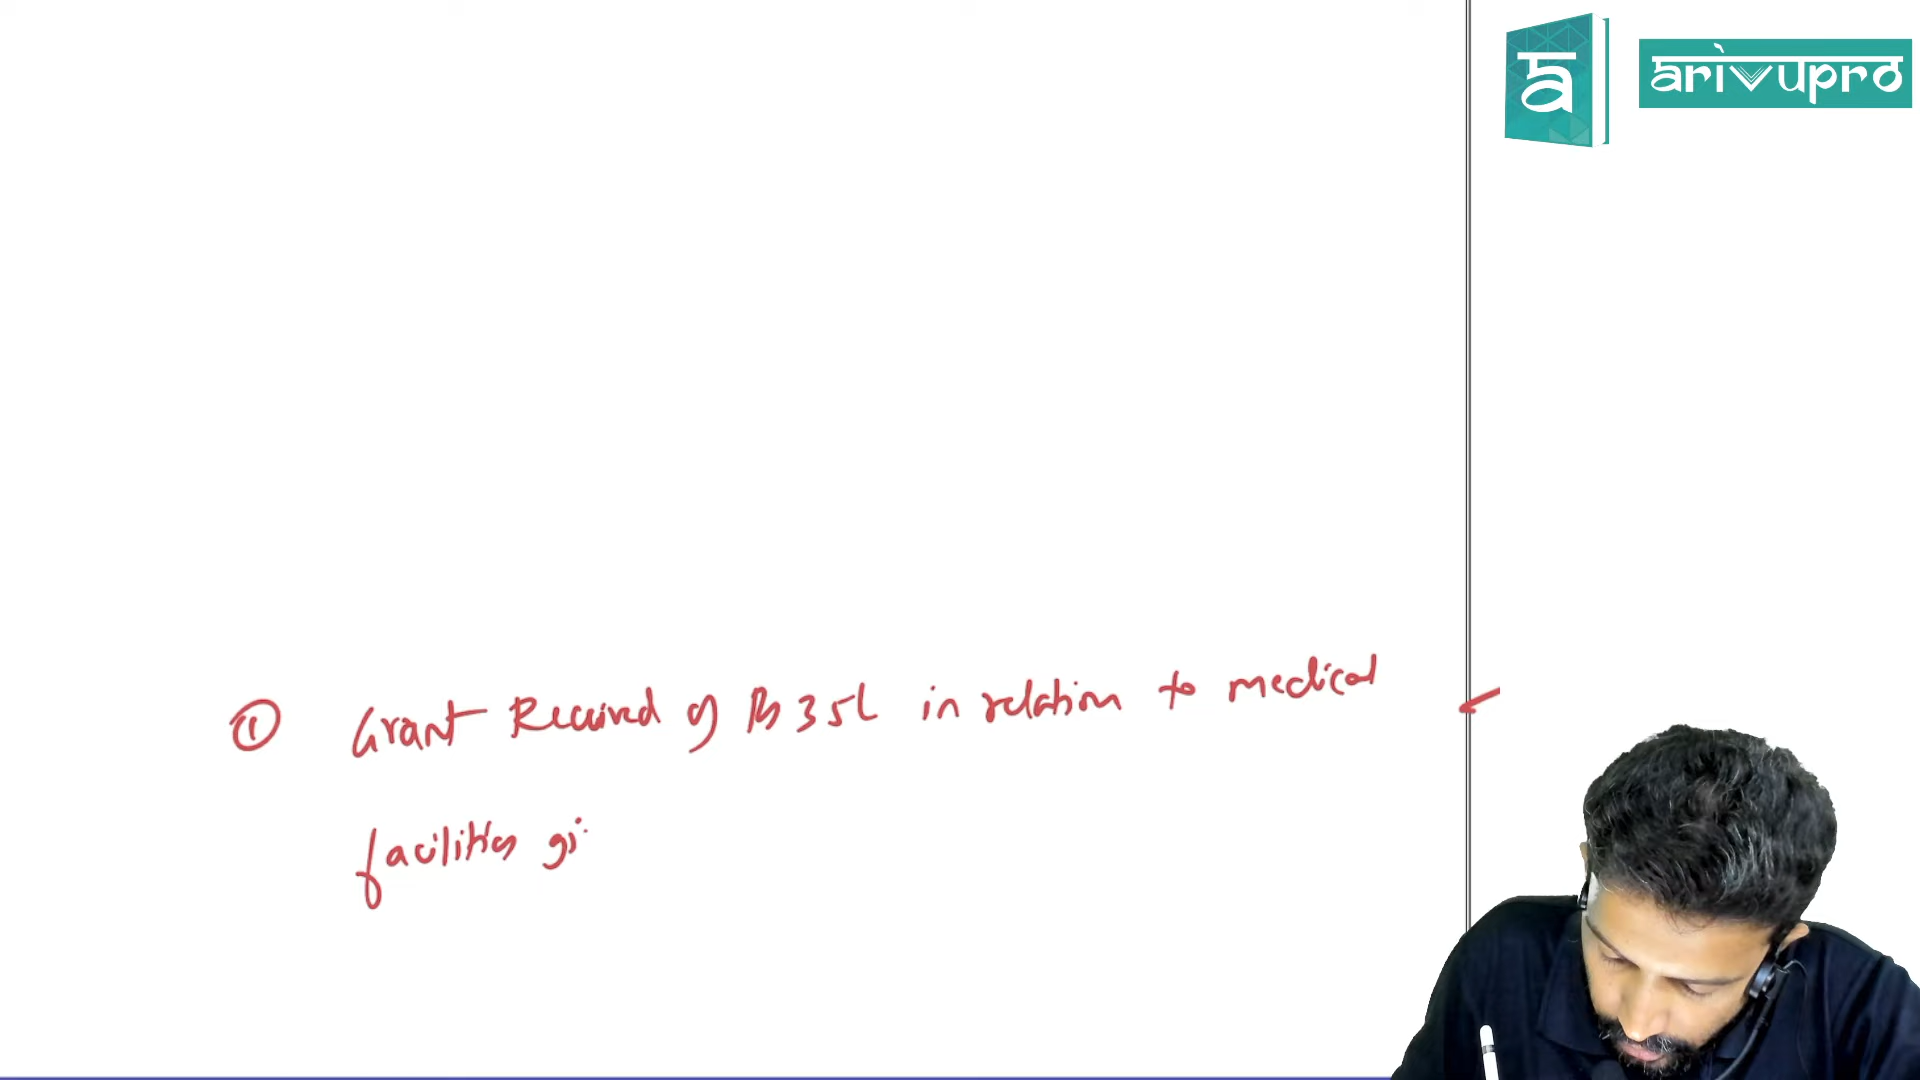 a
arivupro
① Grant Received of Rs 35L in relation to medical
facilities gi